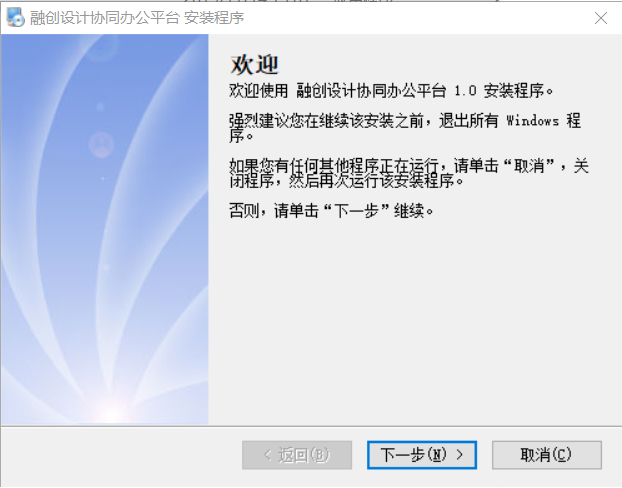 融创设计协同办公平台 安装程序
欢迎
欢迎使用 融创设计协同办公平台 1.0 安装程序。
强烈建议您在继续该安装之前，退出所有 Windows 程
序。
如果您有任何其他程序正在运行，请单击“取消”，关
闭程序，然后再次运行该安装程序。
否则，请单击“下一步”继续。
< 返回(B) 下一步(N) > 取消(C)